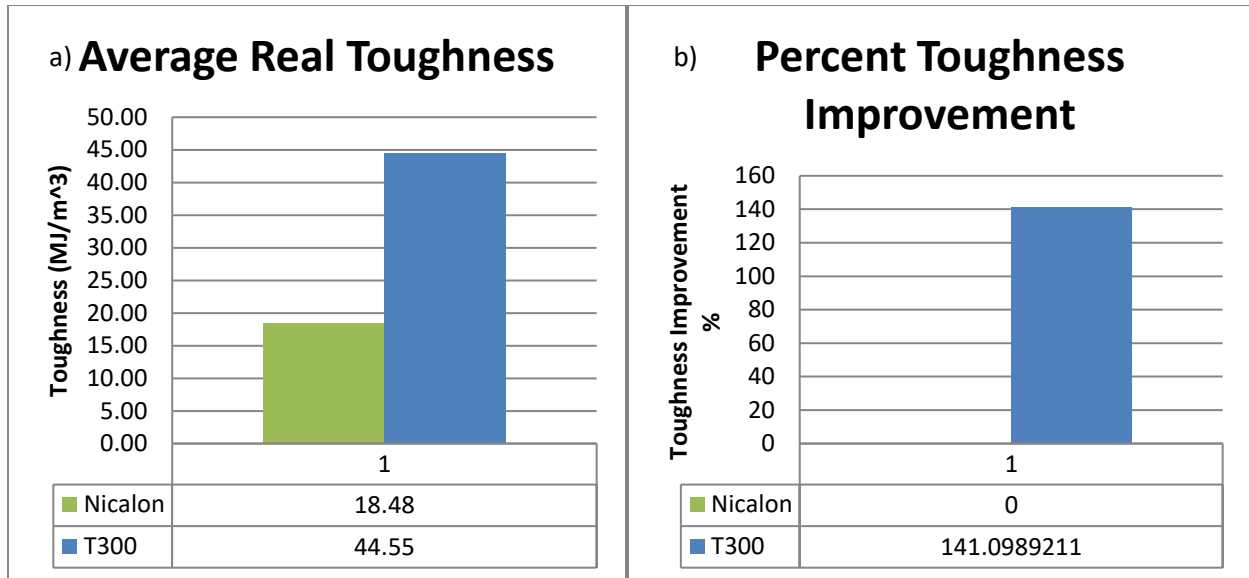 a) Average Real Toughness
Toughness (MJ/m^3)
50.00
45.00
40.00
35.00
30.00
25.00
20.00
15.00
10.00
5.00
0.00
1
Nicalon 18.48
T300 44.55
b) Percent Toughness
Improvement
Toughness Improvement
%
160
140
120
100
80
60
40
20
0
1
Nicalon 0
T300 141.0989211